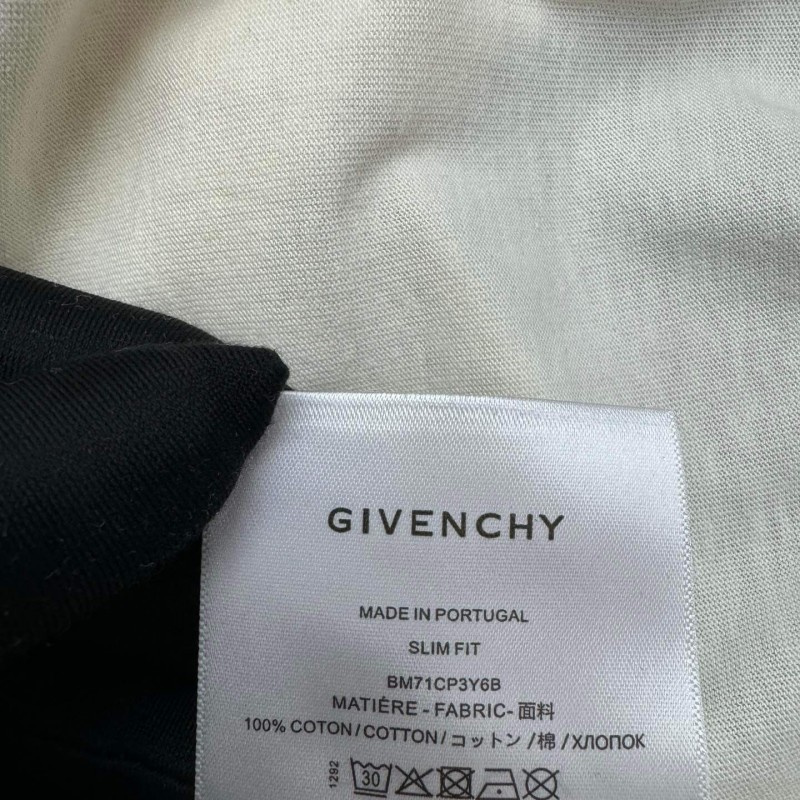 GIVENCHY
MADE IN PORTUGAL
SLIM FIT
BM71CP3Y6B
MATIÈRE - FABRIC- 面料
100% COTON/COTTON/コットン/棉/ХЛОПОК
1292
30